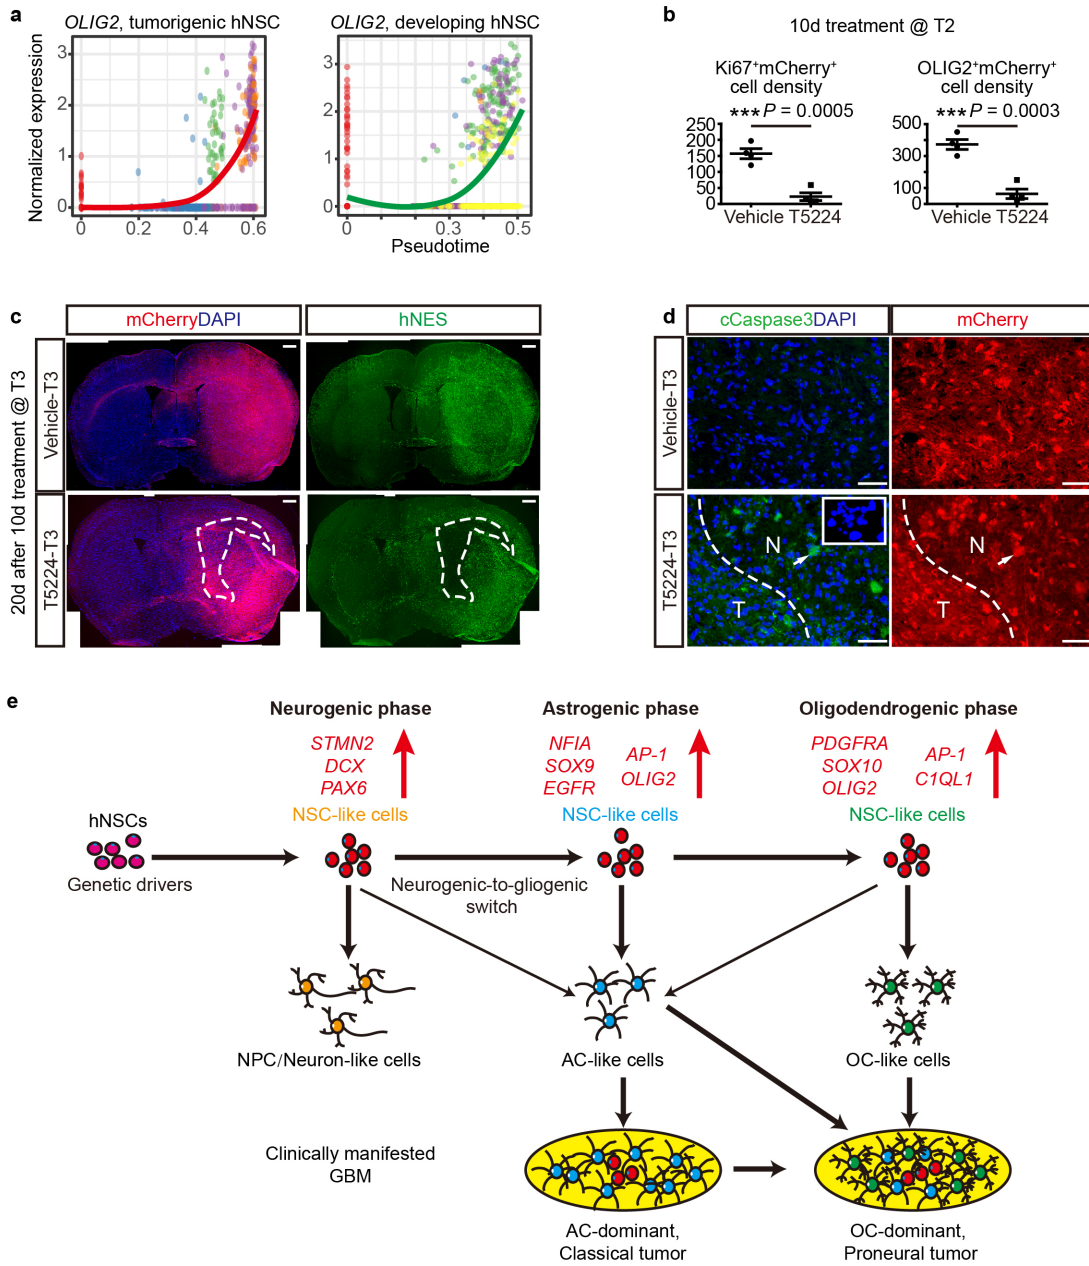 a
OLIG2, tumorigenic hNSC
OLIG2, developing hNSC
Normalized expression
3
2
1
0
0
0.2
0.4
0.6
3
2
1
0
0
0.3
0.5
Pseudotime
b
10d treatment @ T2
Ki67+mCherry+
cell density
*** P = 0.0005
250
200
150
100
50
0
Vehicle T5224
OLIG2+mCherry+
cell density
*** P = 0.0003
500
300
100
0
Vehicle T5224
c
mCherryDAPI
hNES
20d after 10d treatment @ T3
Vehicle-T3
T5224-T3
d
cCaspase3DAPI
mCherry
Vehicle-T3
T5224-T3
N
T
N
T
e
Neurogenic phase
STMN2
DCX
PAX6
NSC-like cells
Astrogenic phase
NFIA
SOX9
EGFR
AP-1
OLIG2
NSC-like cells
Oligodendrogenic phase
PDGFRA
SOX10
OLIG2
AP-1
C1QL1
NSC-like cells
hNSCs
Genetic drivers
Neurogenic-to-gliogenic
switch
NPC/Neuron-like cells
AC-like cells
OC-like cells
Clinically manifested
GBM
AC-dominant,
Classical tumor
OC-dominant,
Proneural tumor